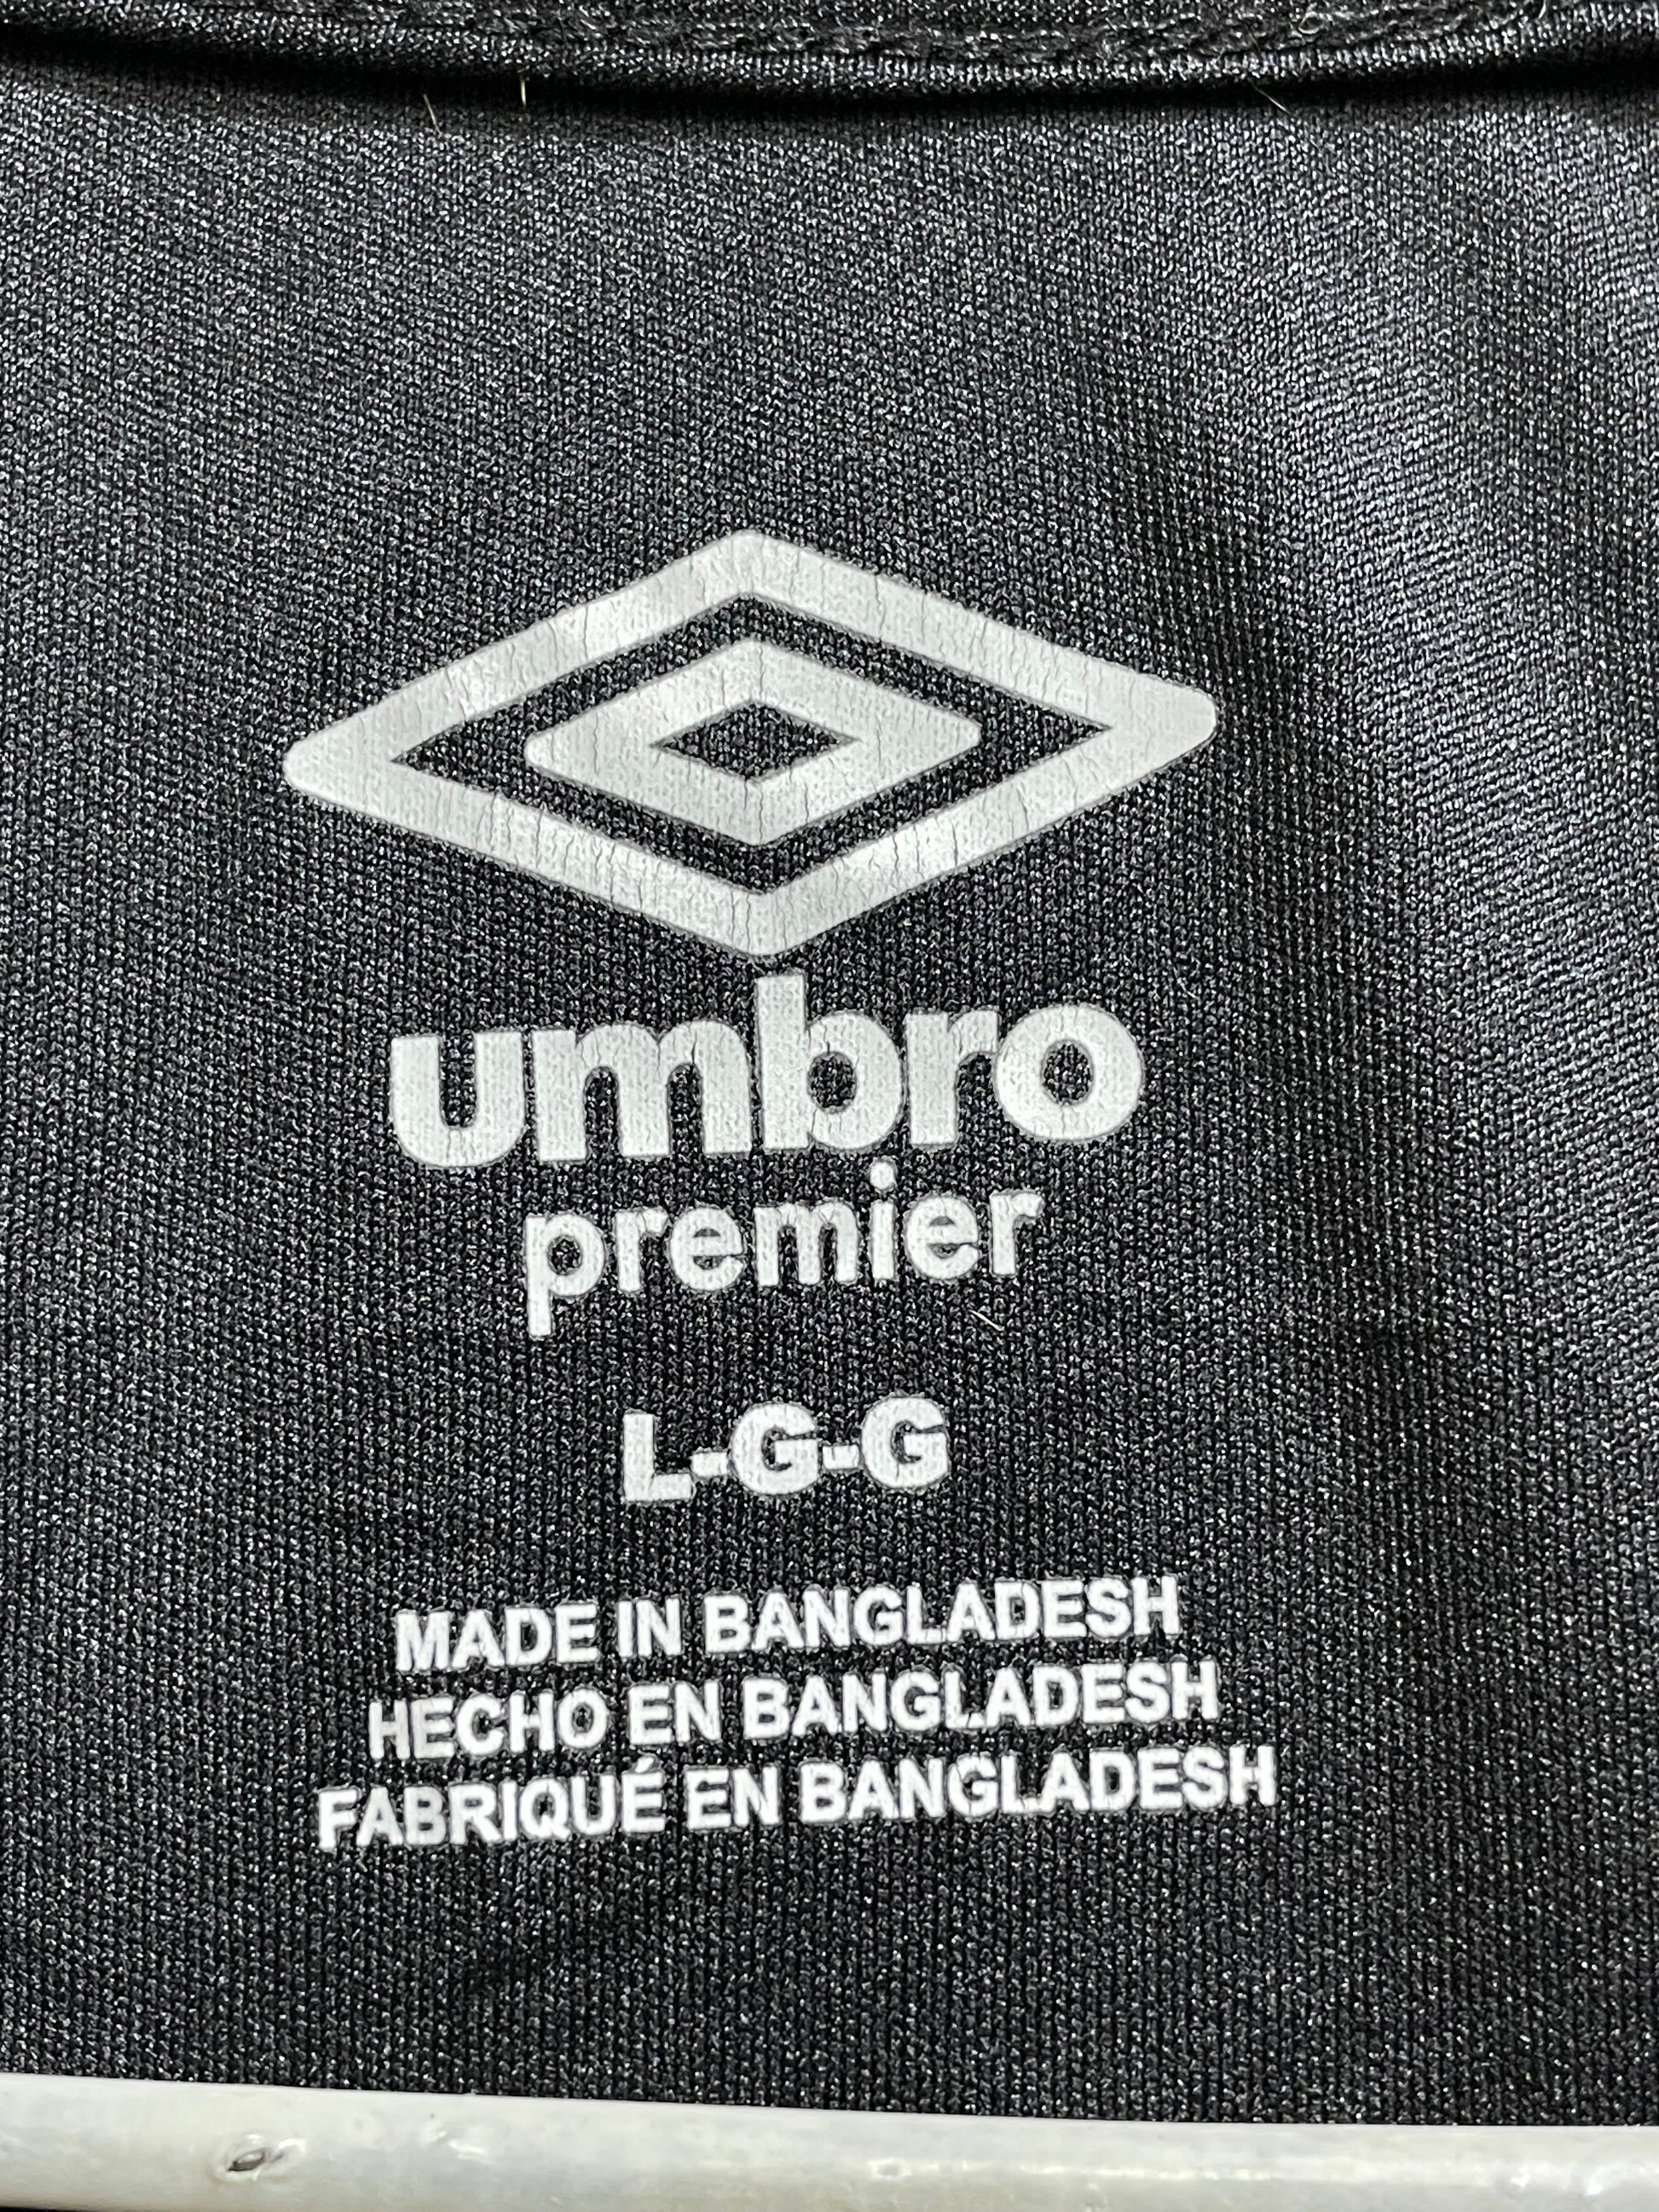 umbro
premier
L-G-G
MADE IN BANGLADESH
HECHO EN BANGLADESH
FABRIQUÉ EN BANGLADESH